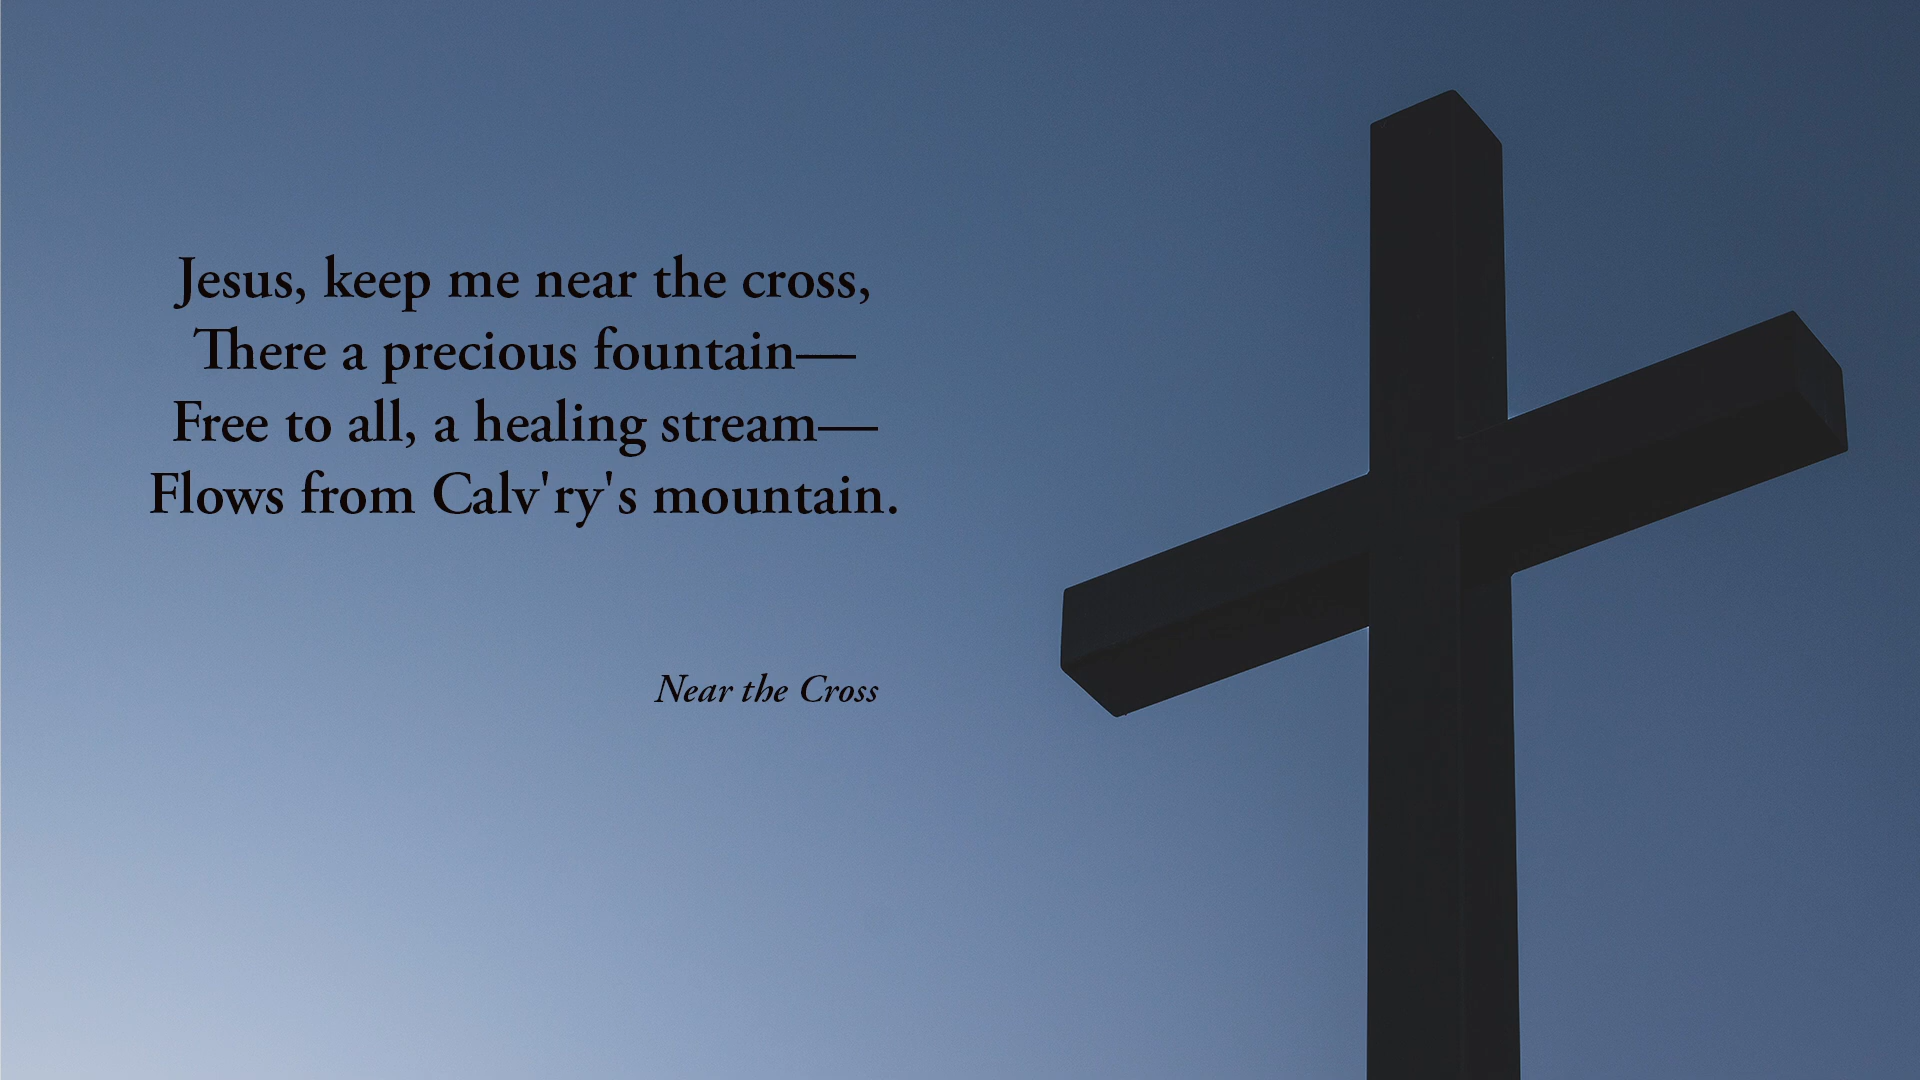 Jesus, keep me near the cross,
There a precious fountain—
Free to all, a healing stream—
Flows from Calv'ry's mountain.
Near the Cross